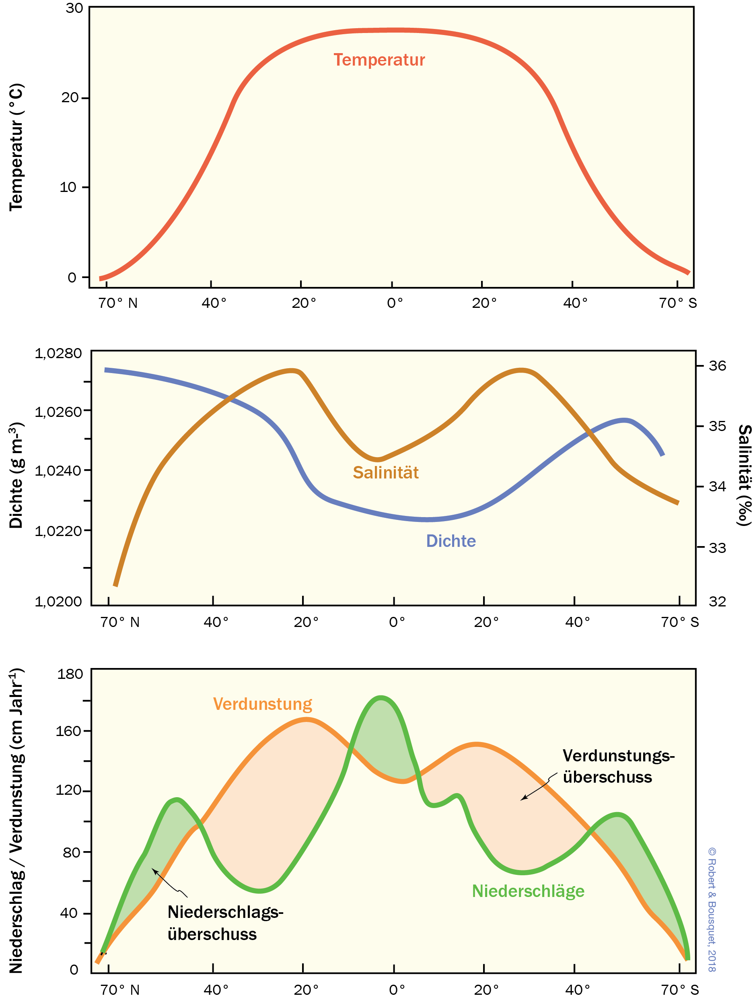 Temperatur (°C)
30
20
10
0
Temperatur
70° N
40°
20°
0°
20°
40°
70° S
Dichte (g m-³)
1,0280
1,0260
1,0240
1,0220
1,0200
Salinität
Dichte
36
35
34
33
32
Salinität (‰)
70° N
40°
20°
0°
20°
40°
70° S
Niederschlag / Verdunstung (cm Jahr-¹)
180
160
120
80
40
0
Verdunstung
Verdunstungs-
überschuss
Niederschläge
Niederschlags-
überschuss
70° N
40°
20°
0°
20°
40°
70° S
© Robert & Bousquet, 2018